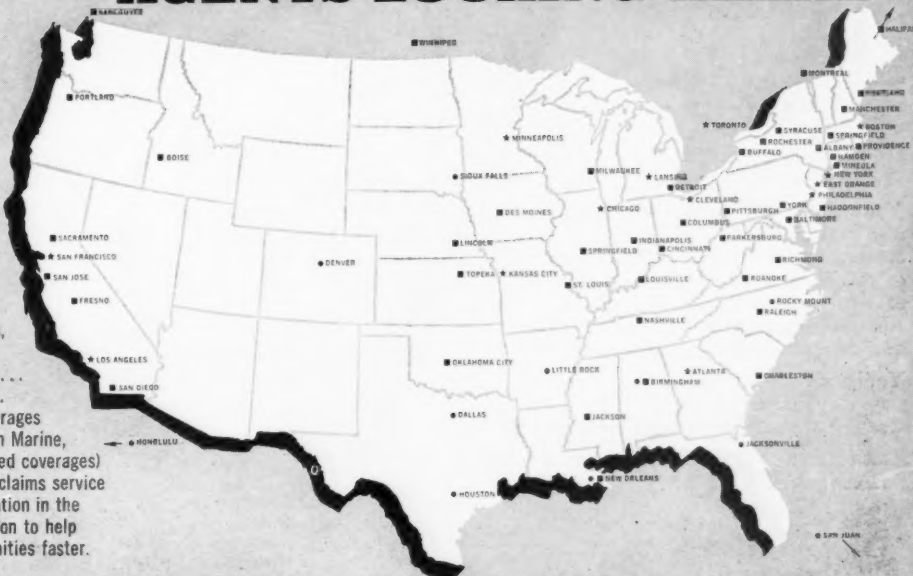 AGENTS LOOKING
VANCOUVER
WINNIPEG
HALIFAX
MONTREAL
PORTLAND
PORTLAND
MANCHESTER
TORONTO
SYRACUSE
BOSTON
MINNEAPOLIS
ROCHESTER
SPRINGFIELD
BUFFALO
ALBANY
PROVIDENCE
HAMDEN
BOISE
MINEOLA
MILWAUKEE
LANSING
NEW YORK
SIOUX FALLS
DETROIT
EAST ORANGE
CLEVELAND
PHILADELPHIA
CHICAGO
DES MOINES
PITTSBURGH
YORK
HADDONFIELD
COLUMBUS
BALTIMORE
SACRAMENTO
LINCOLN
INDIANAPOLIS
PARKERSBURG
SPRINGFIELD
CINCINNATI
SAN FRANCISCO
DENVER
RICHMOND
SAN JOSE
TOPEKA
KANSAS CITY
LOUISVILLE
ROANOKE
ST. LOUIS
FRESNO
ROCKY MOUNT
RALEIGH
NASHVILLE
LOS ANGELES
OKLAHOMA CITY
LITTLE ROCK
ATLANTA
CHARLESTON
SAN DIEGO
BIRMINGHAM
DALLAS
JACKSON
HONOLULU
JACKSONVILLE
NEW ORLEANS
HOUSTON
SAN JUAN
erages
n Marine,
ed coverages)
claims service
tion in the
on to help
nities faster.